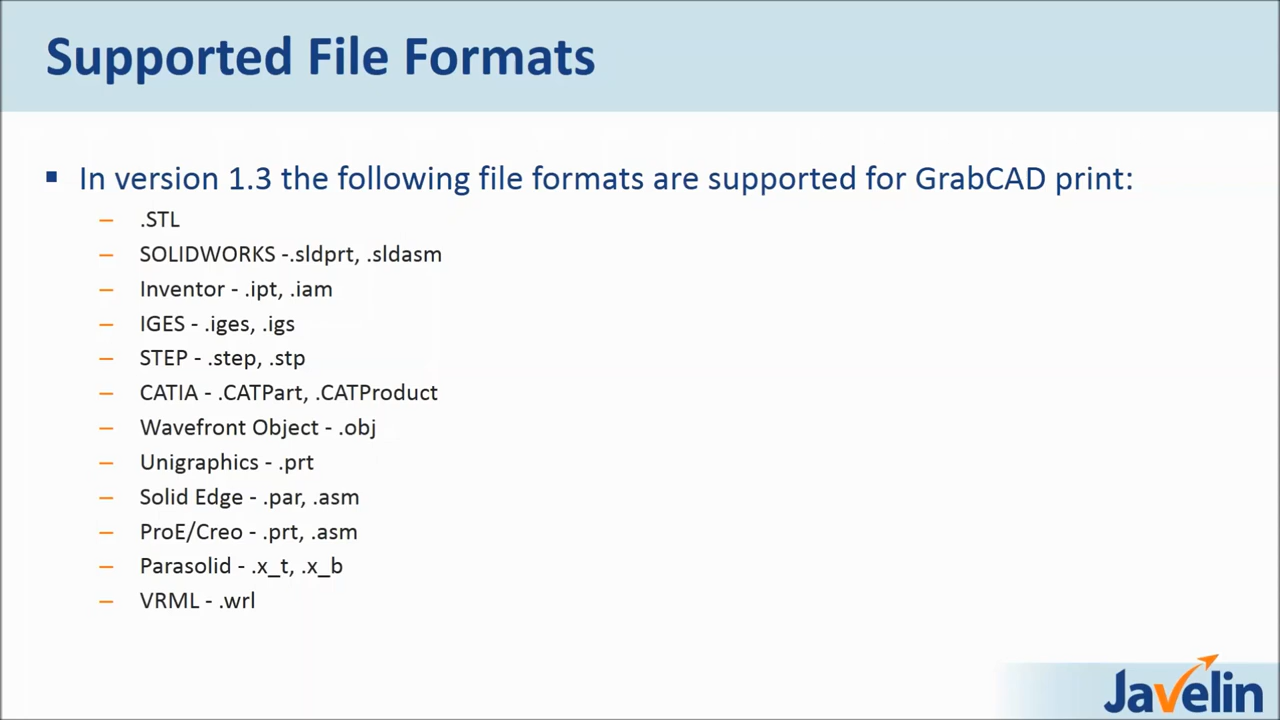 Supported File Formats
▪ In version 1.3 the following file formats are supported for GrabCAD print:
– .STL
– SOLIDWORKS -.sldprt, .sldasm
– Inventor - .ipt, .iam
– IGES - .iges, .igs
– STEP - .step, .stp
– CATIA - .CATPart, .CATProduct
– Wavefront Object - .obj
– Unigraphics - .prt
– Solid Edge - .par, .asm
– ProE/Creo - .prt, .asm
– Parasolid - .x_t, .x_b
– VRML - .wrl
Javelin